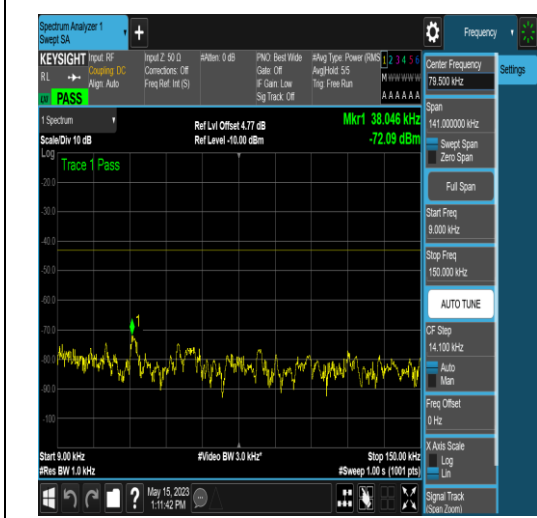 Spectrum Analyzer 1
Swept SA
+
Frequency
KEYSIGHT
RL
Input: RF
Coupling: DC
Align: Auto
Input Z: 50 Ω
Corrections: Off
Freq Ref: Int (S)
#Atten: 0 dB
PNO: Best Wide
Gate: Off
IF Gain: Low
Sig Track: Off
#Avg Type: Power (RMS
Avg|Hold: 5/5
Trig: Free Run
1 2 3 4 5 6
M w w w w w
A A A A A A
PASS
1 Spectrum
Scale/Div 10 dB
Ref Lvl Offset 4.77 dB
Ref Level -10.00 dBm
Mkr1 38.046 kHz
-72.09 dBm
Log
Trace 1 Pass
-20.0
-30.0
-40.0
-50.0
-60.0
-70.0
-80.0
-90.0
-100
1
Start 9.00 kHz
#Res BW 1.0 kHz
#Video BW 3.0 kHz*
Stop 150.00 kHz
#Sweep 1.00 s (1001 pts)
?
May 15, 2023
1:11:42 PM
Center Frequency
79.500 kHz
Settings
Span
141.000000 kHz
Swept Span
Zero Span
Full Span
Start Freq
9.000 kHz
Stop Freq
150.000 kHz
AUTO TUNE
CF Step
14.100 kHz
Auto
Man
Freq Offset
0 Hz
X Axis Scale
Log
Lin
Signal Track
(Span Zoom)